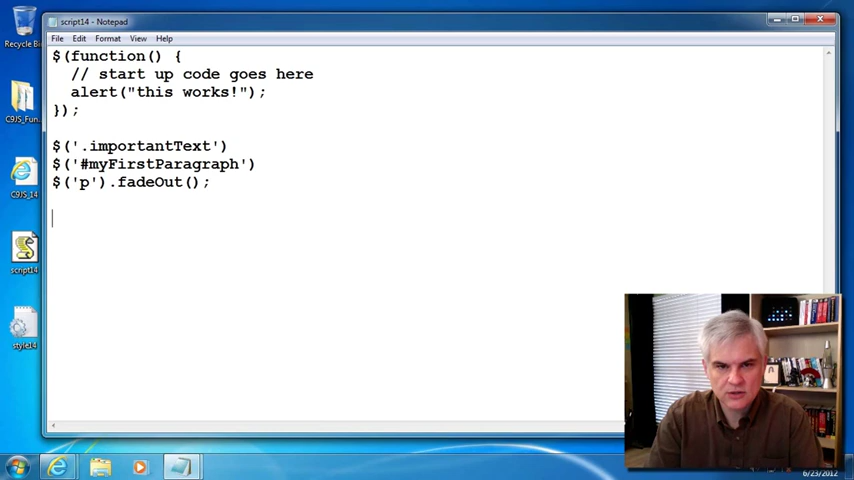 script14 - Notepad
File Edit Format View Help
$(function() {
// start up code goes here
alert("this works!");
});
$('.importantText')
$('#myFirstParagraph')
$('p').fadeOut();
Recycle Bi
C9JS_Fun..
C9JS_14
script14
style14
6/23/2012